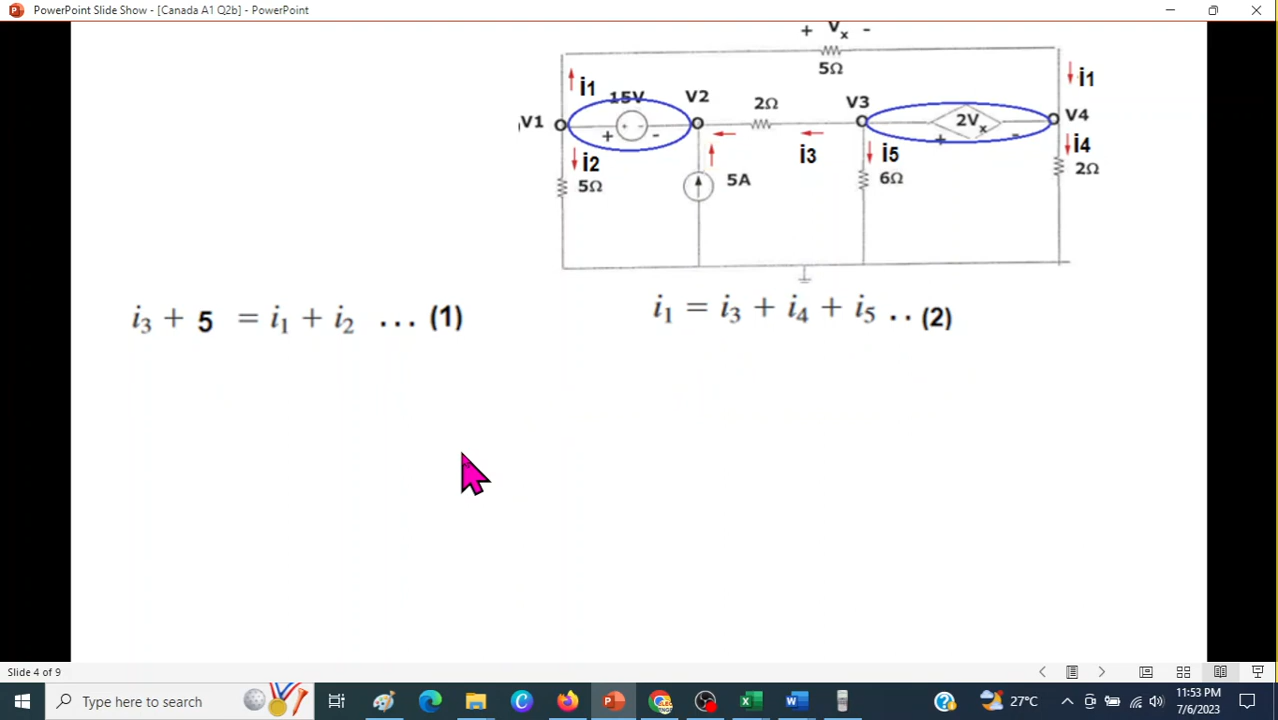 PowerPoint Slide Show - [Canada A1 Q2b] - PowerPoint
+ Vx -
5Ω
i1
i1
15V
V2
2Ω
V3
V1
2Vx
V4
+ -
+ -
i2
i3
i5
i4
5Ω
5A
6Ω
2Ω
i3 + 5 = i1 + i2 ... (1)
i1 = i3 + i4 + i5 .. (2)
Slide 4 of 9
Type here to search
27°C
11:53 PM
7/6/2023